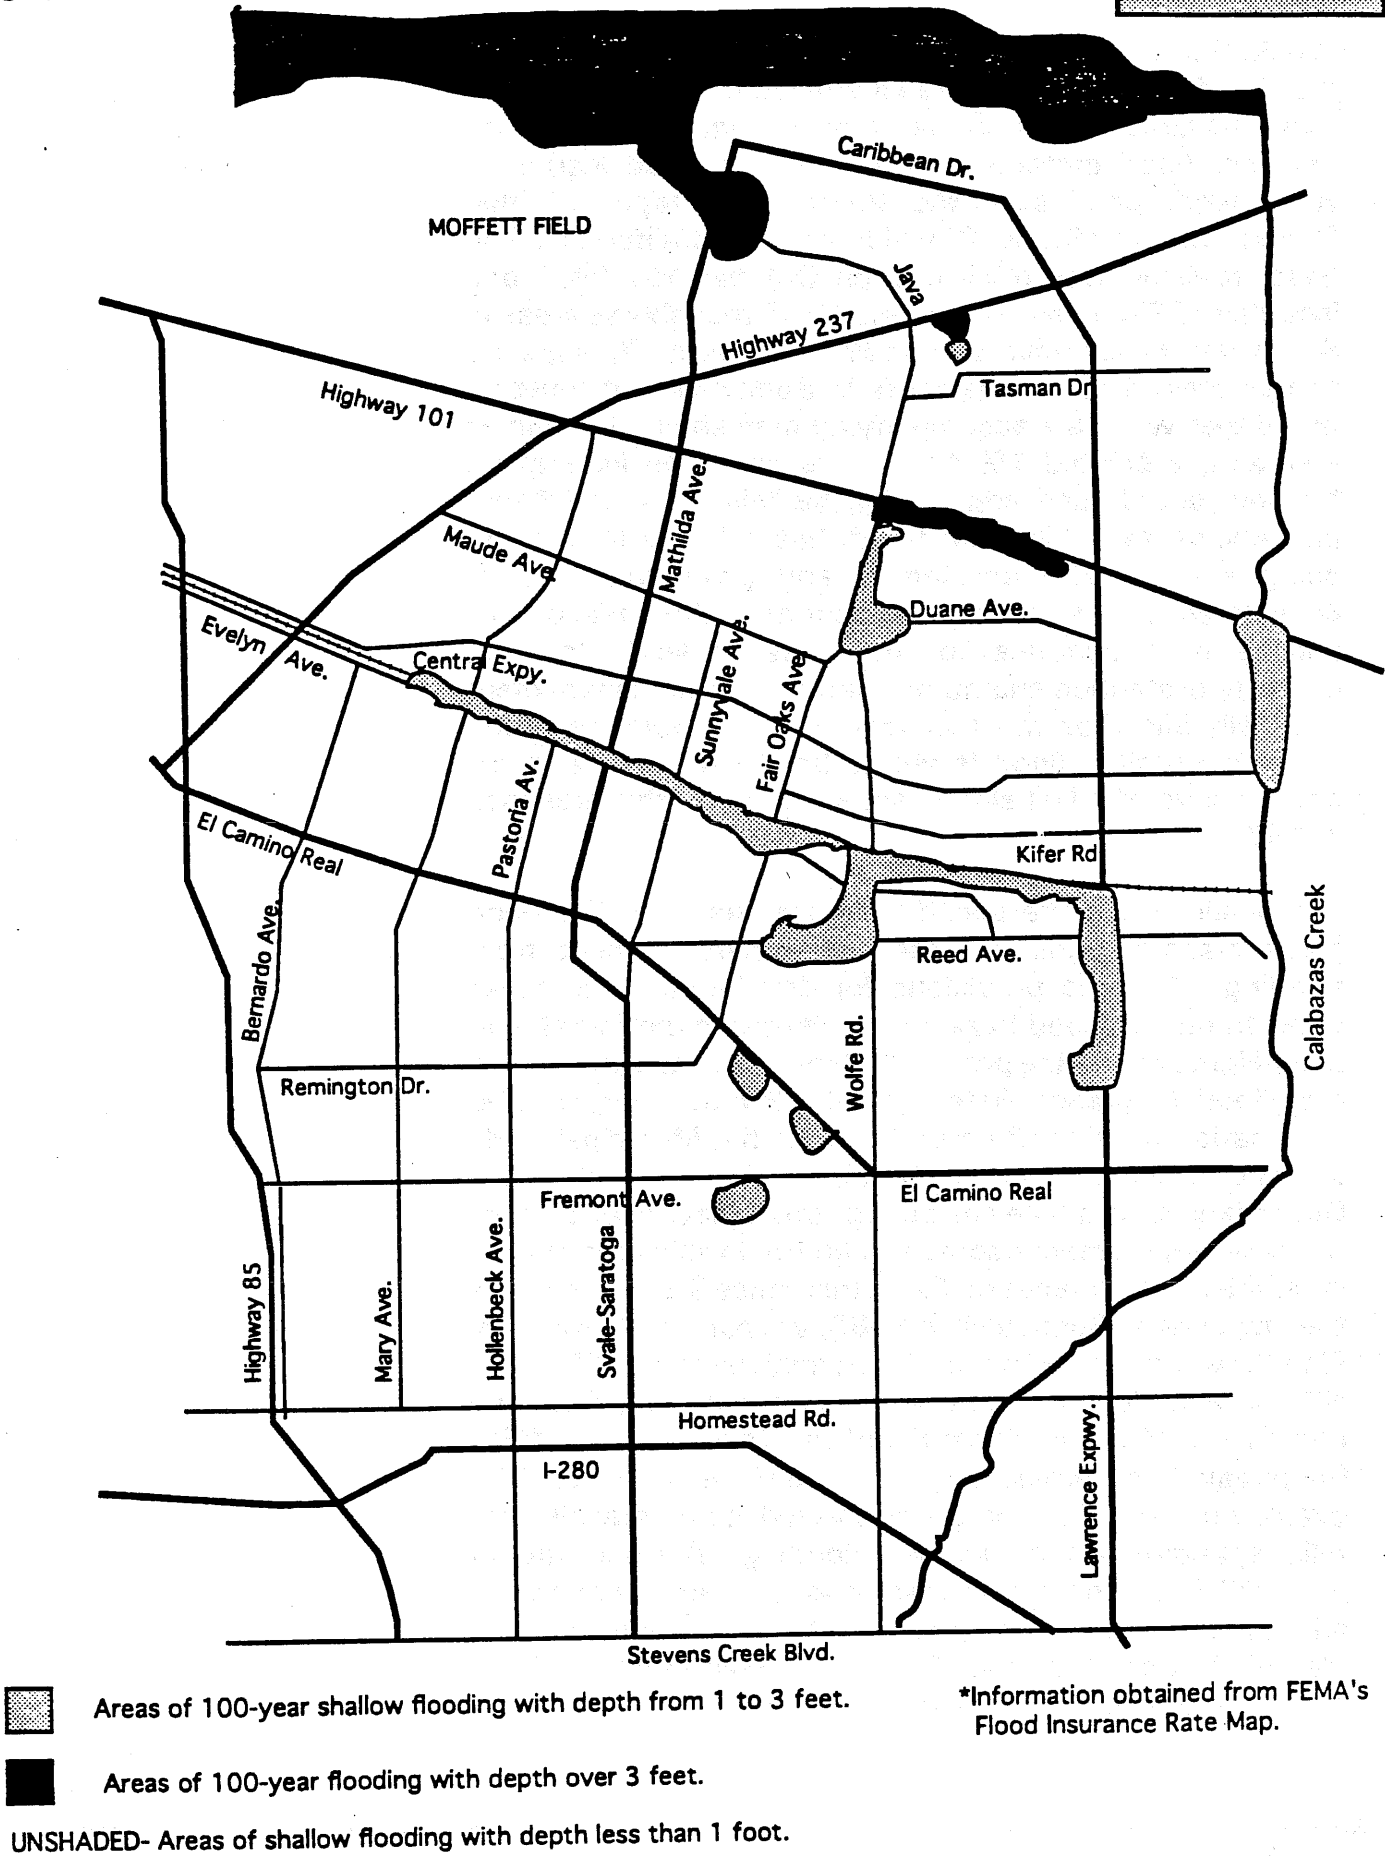 Caribbean Dr.
MOFFETT FIELD
Java
Highway 237
Highway 101
Tasman Dr
Mathilda Ave.
Maude Ave.
Duane Ave.
Evelyn Ave.
Central Expy.
Sunnyvale Ave.
Fair Oaks Ave.
Pastoria Av.
El Camino Real
Kifer Rd
Bernardo Ave.
Reed Ave.
Calabazas Creek
Wolfe Rd.
Remington Dr.
Fremont Ave.
El Camino Real
Highway 85
Mary Ave.
Hollenbeck Ave.
Svale-Saratoga
Homestead Rd.
I-280
Lawrence Expwy.
Stevens Creek Blvd.
Areas of 100-year shallow flooding with depth from 1 to 3 feet.
*Information obtained from FEMA's
Flood Insurance Rate Map.
Areas of 100-year flooding with depth over 3 feet.
UNSHADED- Areas of shallow flooding with depth less than 1 foot.